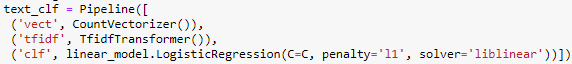 text_clf = Pipeline([
('vect', CountVectorizer()),
('tfidf', TfidfTransformer()),
('clf', linear_model.LogisticRegression(C=C, penalty='l1', solver='liblinear'))])